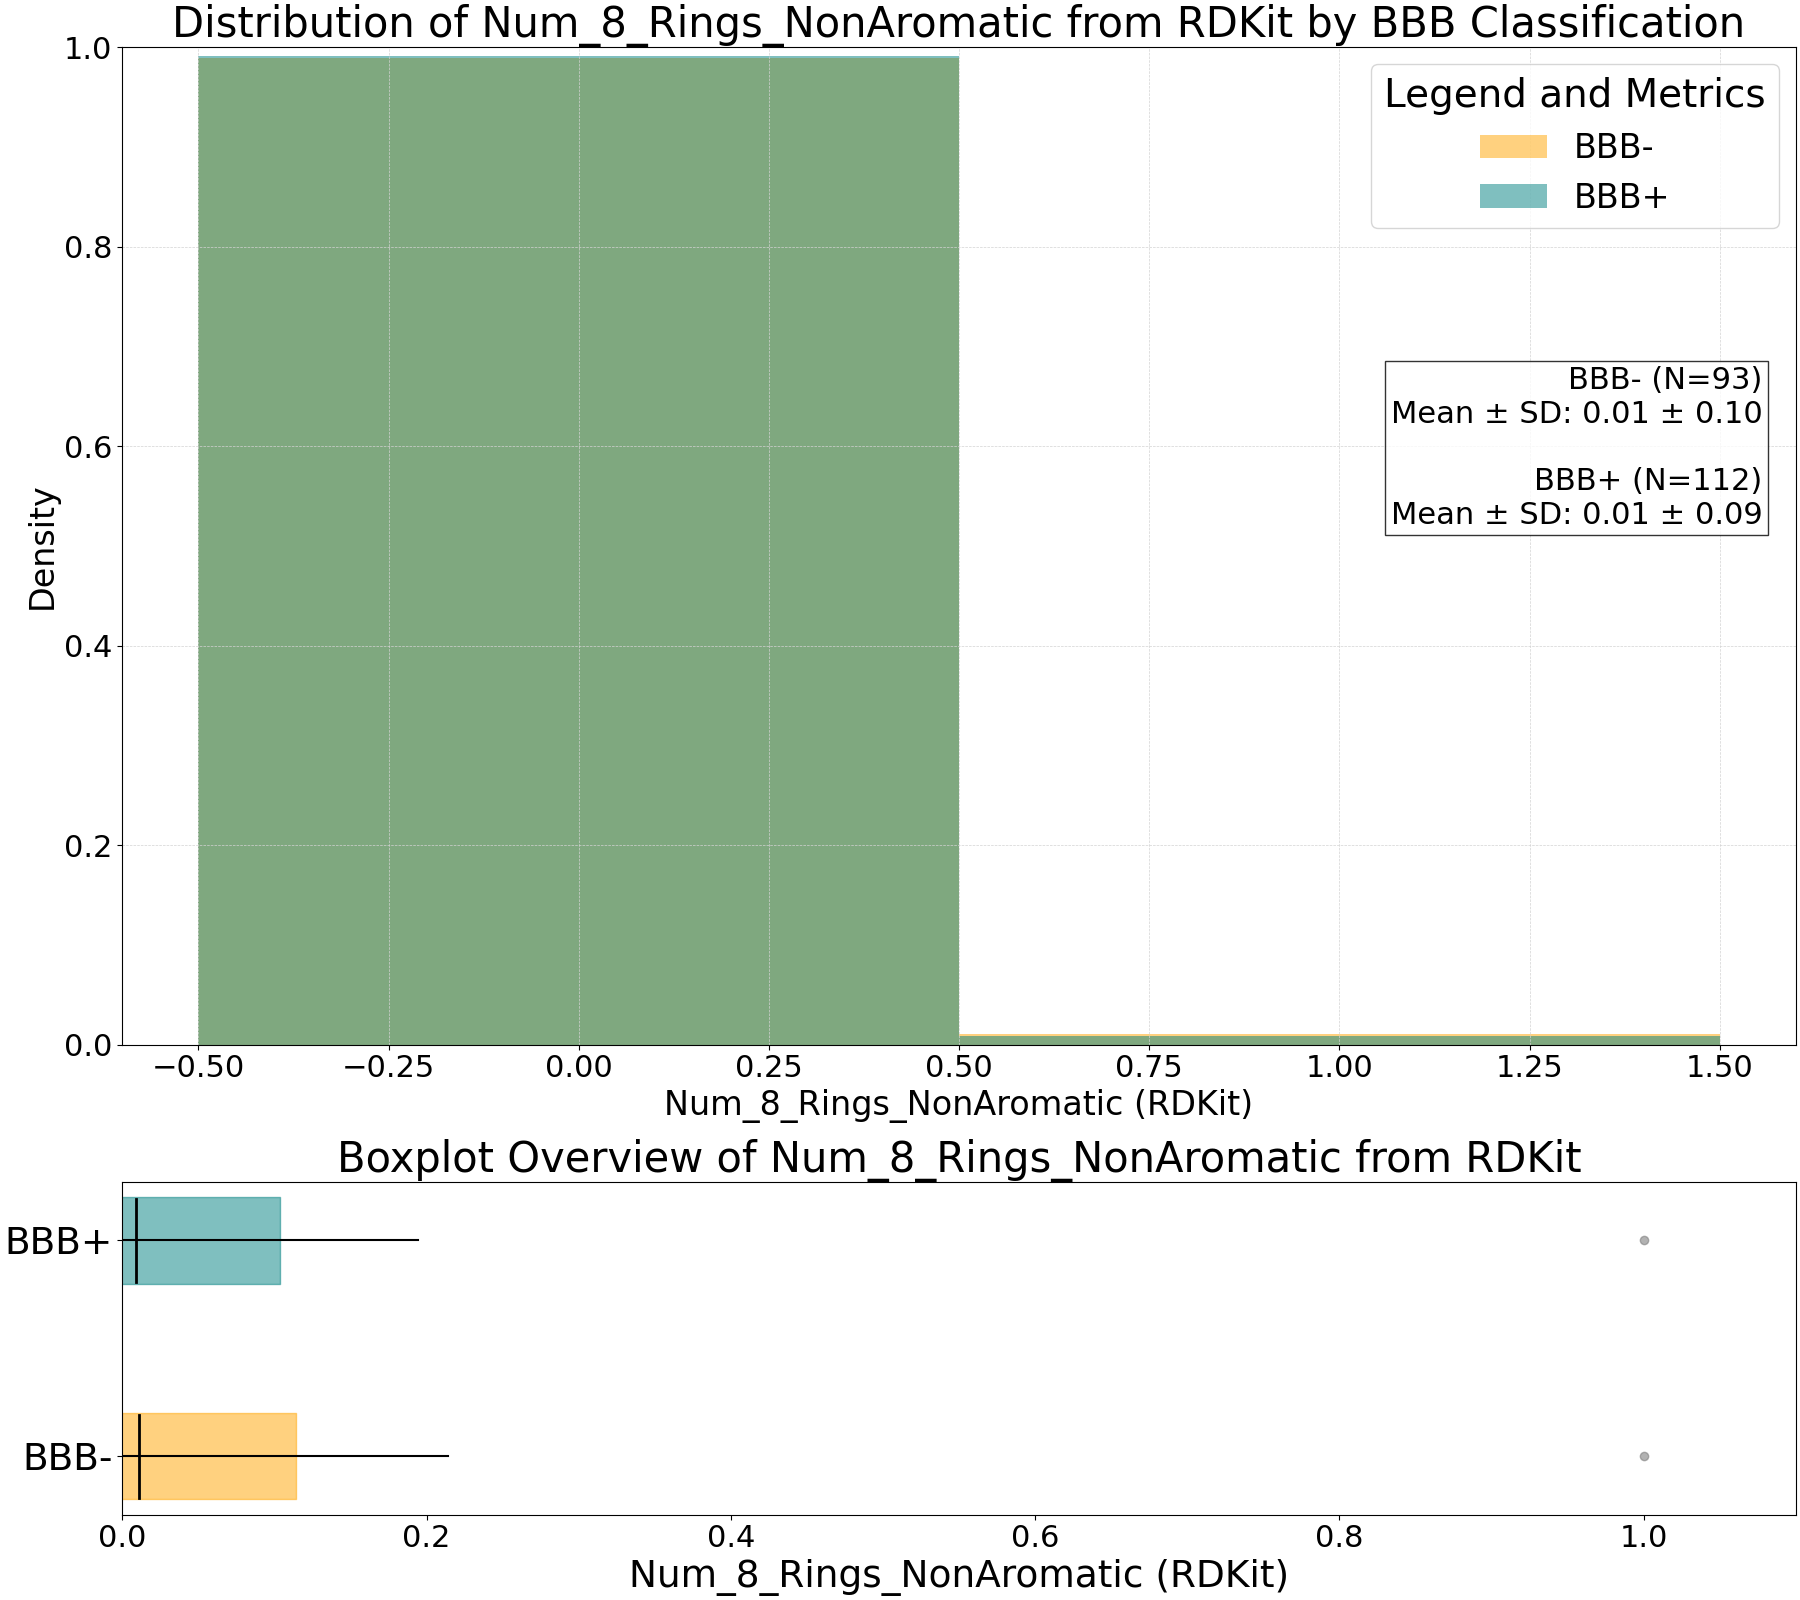 Distribution of Num_8_Rings_NonAromatic from RDKit by BBB Classification
1.0
0.8
0.6
0.4
0.2
0.0
Density
Legend and Metrics
BBB-
BBB+
BBB- (N=93)
Mean ± SD: 0.01 ± 0.10
BBB+ (N=112)
Mean ± SD: 0.01 ± 0.09
−0.50 −0.25 0.00 0.25 0.50 0.75 1.00 1.25 1.50
Num_8_Rings_NonAromatic (RDKit)
Boxplot Overview of Num_8_Rings_NonAromatic from RDKit
BBB+
BBB-
0.0 0.2 0.4 0.6 0.8 1.0
Num_8_Rings_NonAromatic (RDKit)